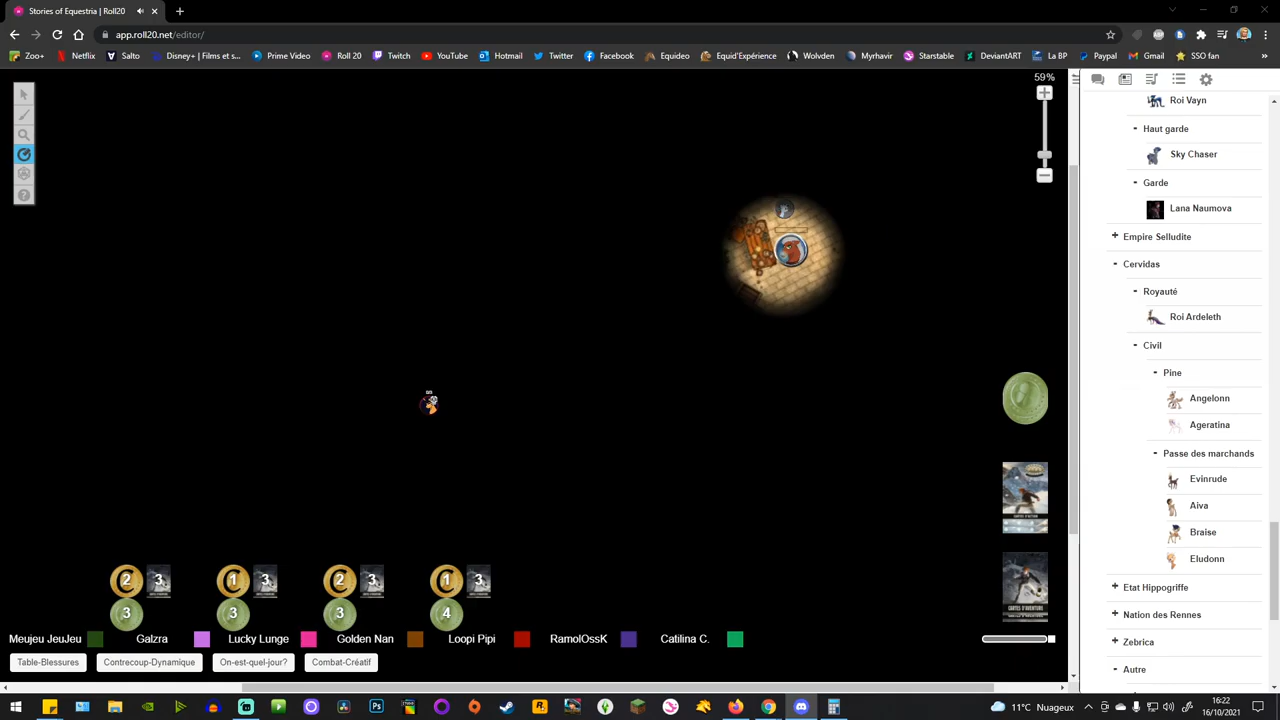 Stories of Equestria | Roll20
app.roll20.net/editor/
Zoo+ Netflix Salto Disney+ | Films et s... Prime Video Roll 20 Twitch YouTube Hotmail Twitter Facebook Equideo Equid'Expérience Wolvden Myrhavir Starstable DeviantART La BP Paypal Gmail SSO fan
59%
Roi Vayn
Haut garde
Sky Chaser
Garde
Lana Naumova
EmpireSelludite
Cervidas
Royauté
Roi Ardeleth
Civil
Pine
Angelonn
Ageratina
Passe des marchands
Evinrude
Aiva
Braise
Eludonn
Etat Hippogriffe
Nation des Rennes
Zebrica
Autre
CARTES D'AVENTURE
2 3 1 3 2 3 1 3
3 3 3 4
Meujeu JeuJeu Galzra Lucky Lunge Golden Nan Loopi Pipi RamolOssK Catilina C.
Table-Blessures Contrecoup-Dynamique On-est-quel-jour? Combat-Créatif
11°C Nuageux
16:22
16/10/2021